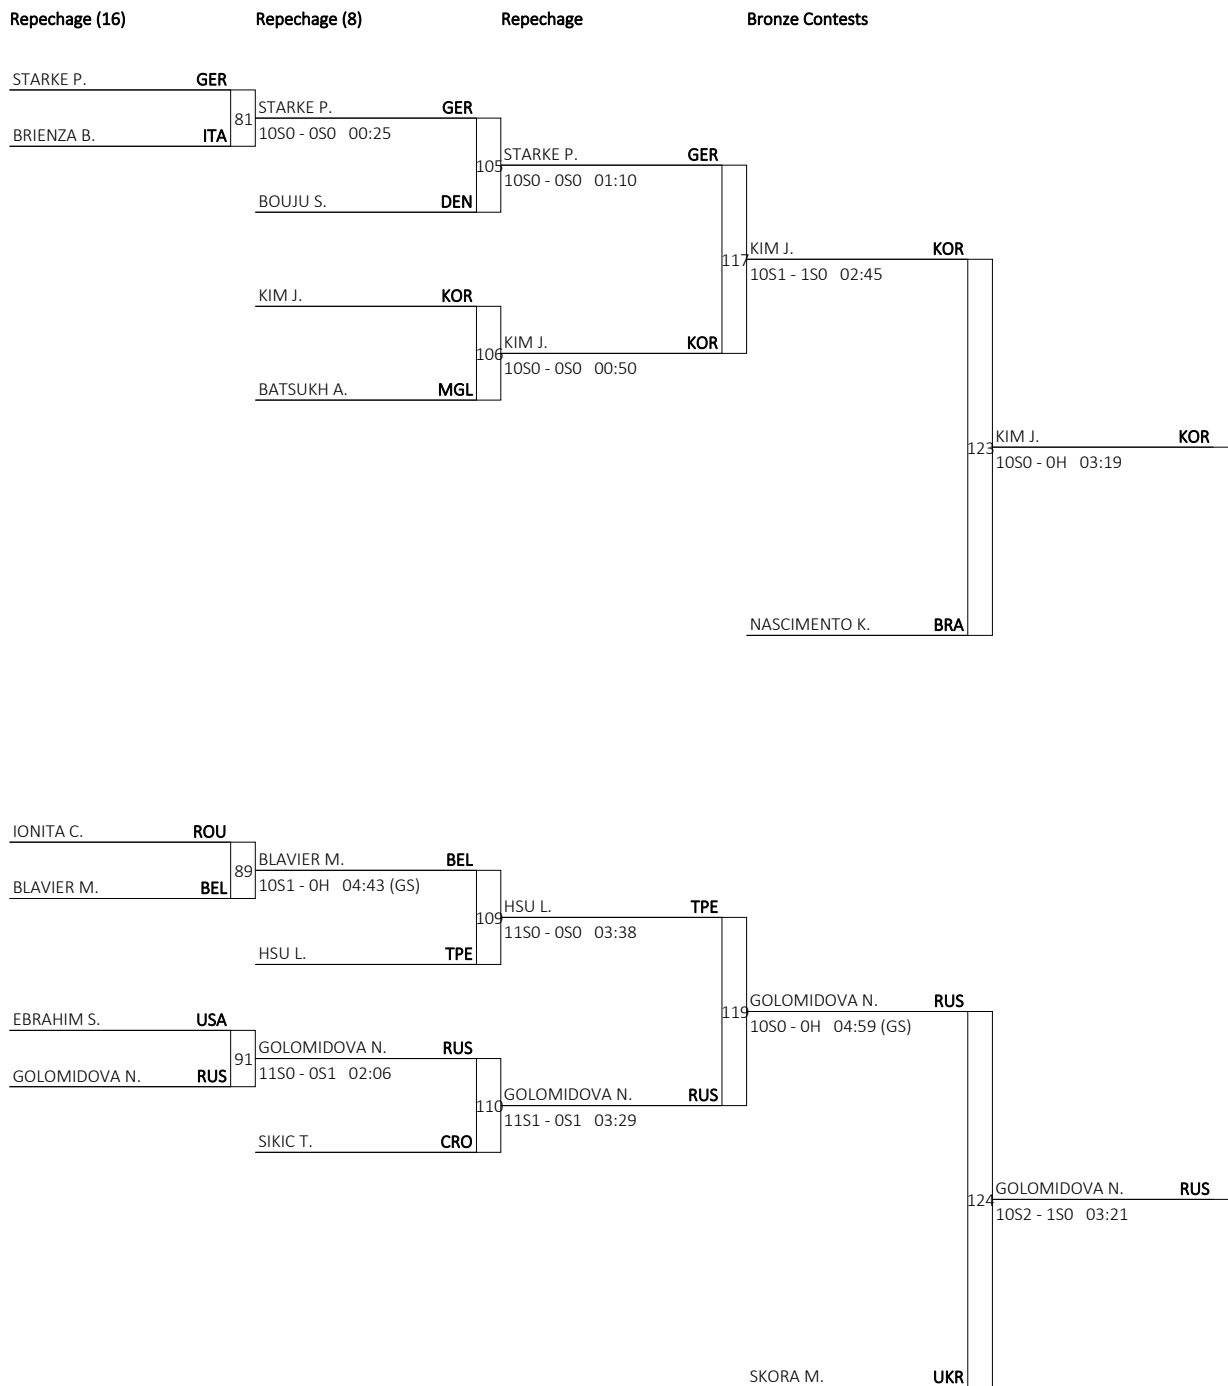 Repechage (16) Repechage (8) Repechage Bronze Contests
STARKE P. GER
81
BRIENZA B. ITA
STARKE P. GER
10S0 - 0S0 00:25
105
BOUJU S. DEN
STARKE P. GER
10S0 - 0S0 01:10
117
KIM J. KOR
106
BATSUKH A. MGL
KIM J. KOR
10S0 - 0S0 00:50
KIM J. KOR
10S1 - 1S0 02:45
123
NASCIMENTO K. BRA
KIM J. KOR
10S0 - 0H 03:19
IONITA C. ROU
89
BLAVIER M. BEL
BLAVIER M. BEL
10S1 - 0H 04:43 (GS)
109
HSU L. TPE
HSU L. TPE
11S0 - 0S0 03:38
119
EBRAHIM S. USA
91
GOLOMIDOVA N. RUS
GOLOMIDOVA N. RUS
11S0 - 0S1 02:06
110
SIKIC T. CRO
GOLOMIDOVA N. RUS
11S1 - 0S1 03:29
GOLOMIDOVA N. RUS
10S0 - 0H 04:59 (GS)
124
SKORA M. UKR
GOLOMIDOVA N. RUS
10S2 - 1S0 03:21